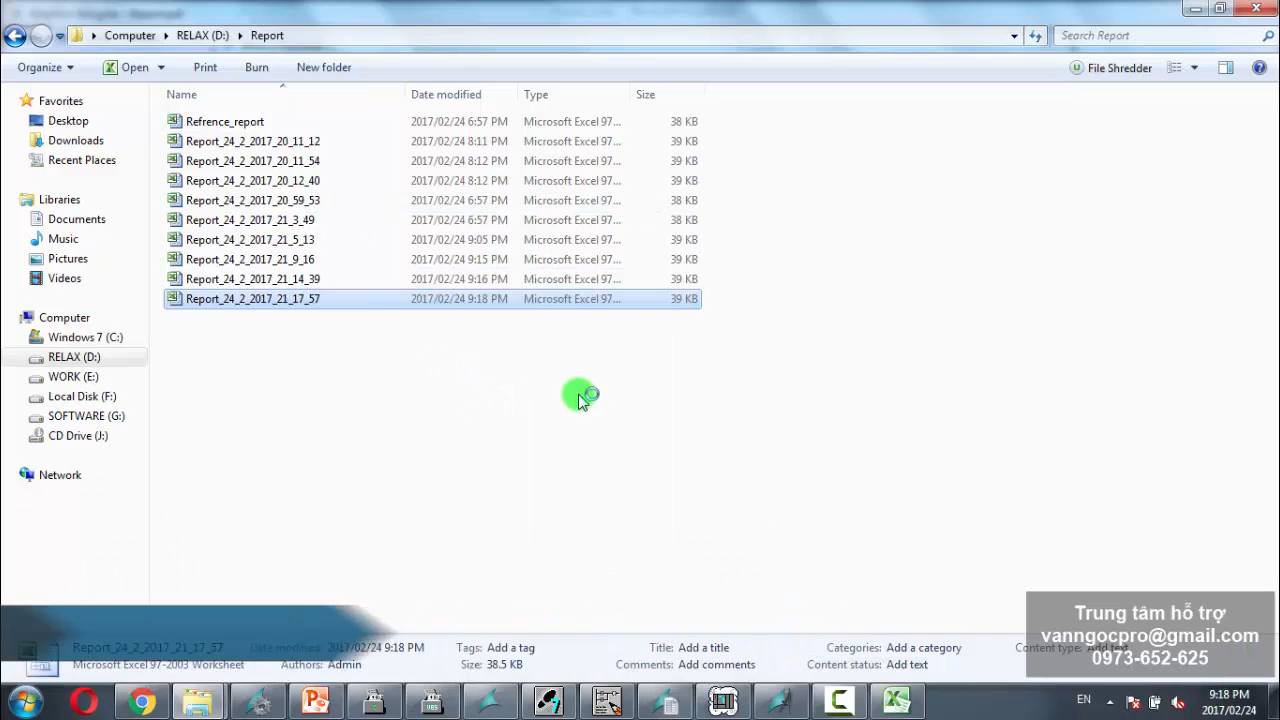 Computer RELAX (D:) Report Search Report
Organize Open Print Burn New folder File Shredder
Name Date modified Type Size
Favorites
Desktop
Downloads
Recent Places
Libraries
Documents
Music
Pictures
Videos
Computer
Windows 7 (C:)
RELAX (D:)
WORK (E:)
Local Disk (F:)
SOFTWARE (G:)
CD Drive (J:)
Network
Refrence_report 2017/02/24 6:57 PM Microsoft Excel 97... 38 KB
Report_24_2_2017_20_11_12 2017/02/24 8:11 PM Microsoft Excel 97... 39 KB
Report_24_2_2017_20_11_54 2017/02/24 8:12 PM Microsoft Excel 97... 39 KB
Report_24_2_2017_20_12_40 2017/02/24 8:12 PM Microsoft Excel 97... 39 KB
Report_24_2_2017_20_59_53 2017/02/24 6:57 PM Microsoft Excel 97... 38 KB
Report_24_2_2017_21_3_49 2017/02/24 6:57 PM Microsoft Excel 97... 38 KB
Report_24_2_2017_21_5_13 2017/02/24 9:05 PM Microsoft Excel 97... 39 KB
Report_24_2_2017_21_9_16 2017/02/24 9:15 PM Microsoft Excel 97... 39 KB
Report_24_2_2017_21_14_39 2017/02/24 9:16 PM Microsoft Excel 97... 39 KB
Report_24_2_2017_21_17_57 2017/02/24 9:18 PM Microsoft Excel 97... 39 KB
Trung tâm hỗ trợ
vanngocpro@gmail.com
0973-652-625
Report_24_2_2017_21_17_57 Date modified: 2017/02/24 9:18 PM Tags: Add a tag Title: Add a title Categories: Add a category Content type: Add text
Microsoft Excel 97-2003 Worksheet Authors: Admin Size: 38.5 KB Comments: Add comments Content status: Add text
EN 9:18 PM
2017/02/24